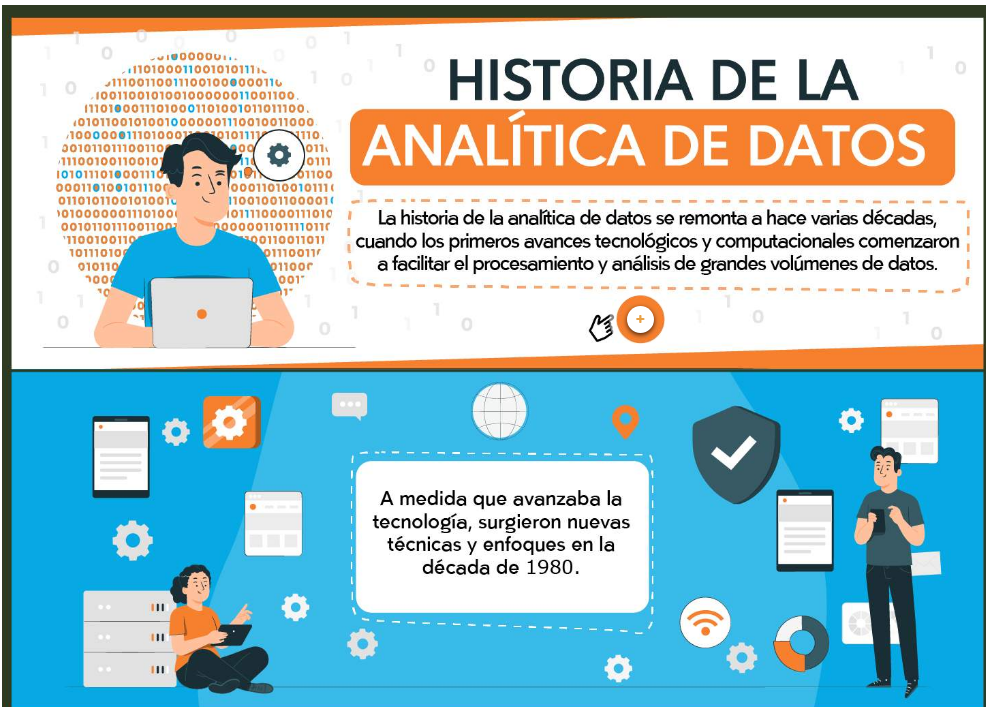 HISTORIA DE LA
ANALÍTICA DE DATOS
La historia de la analítica de datos se remonta a hace varias décadas,
cuando los primeros avances tecnológicos y computacionales comenzaron
a facilitar el procesamiento y análisis de grandes volúmenes de datos.
A medida que avanzaba la
tecnología, surgieron nuevas
técnicas y enfoques en la
década de 1980.